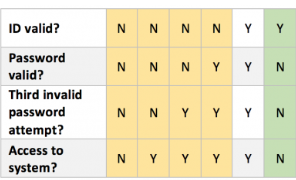 ID valid? N N N N Y Y
Password
valid? N N N Y Y N
Third invalid
password
attempt? N N Y Y Y N
Access to
system? N Y Y Y Y N